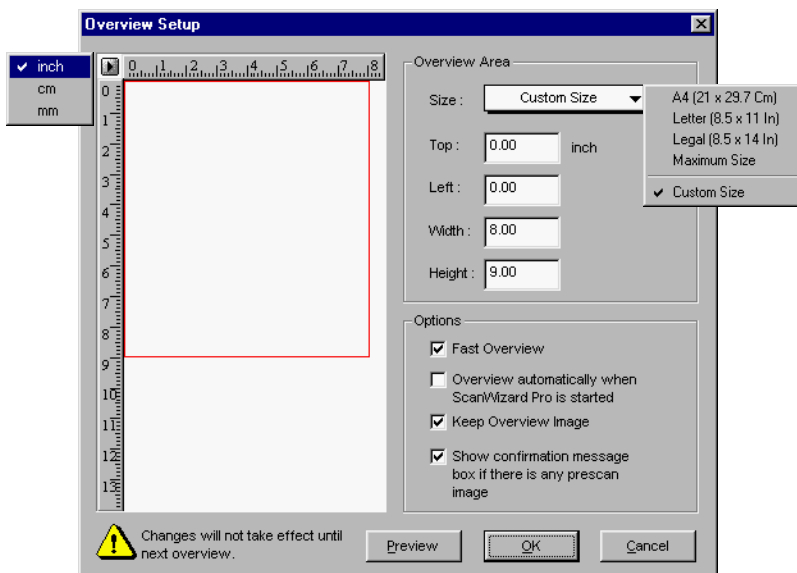 Overview Setup
inch
cm
mm
0 1 2 3 4 5 6 7 8
0
1
2
3
4
5
6
7
8
9
10
11
12
13
Overview Area
Size : Custom Size
A4 (21 x 29.7 Cm)
Letter (8.5 x 11 In)
Legal (8.5 x 14 In)
Maximum Size
Custom Size
Top : 0.00 inch
Left : 0.00
Width : 8.00
Height : 9.00
Options
Fast Overview
Overview automatically when
ScanWizard Pro is started
Keep Overview Image
Show confirmation message
box if there is any prescan
image
Changes will not take effect until
next overview.
Preview
OK
Cancel